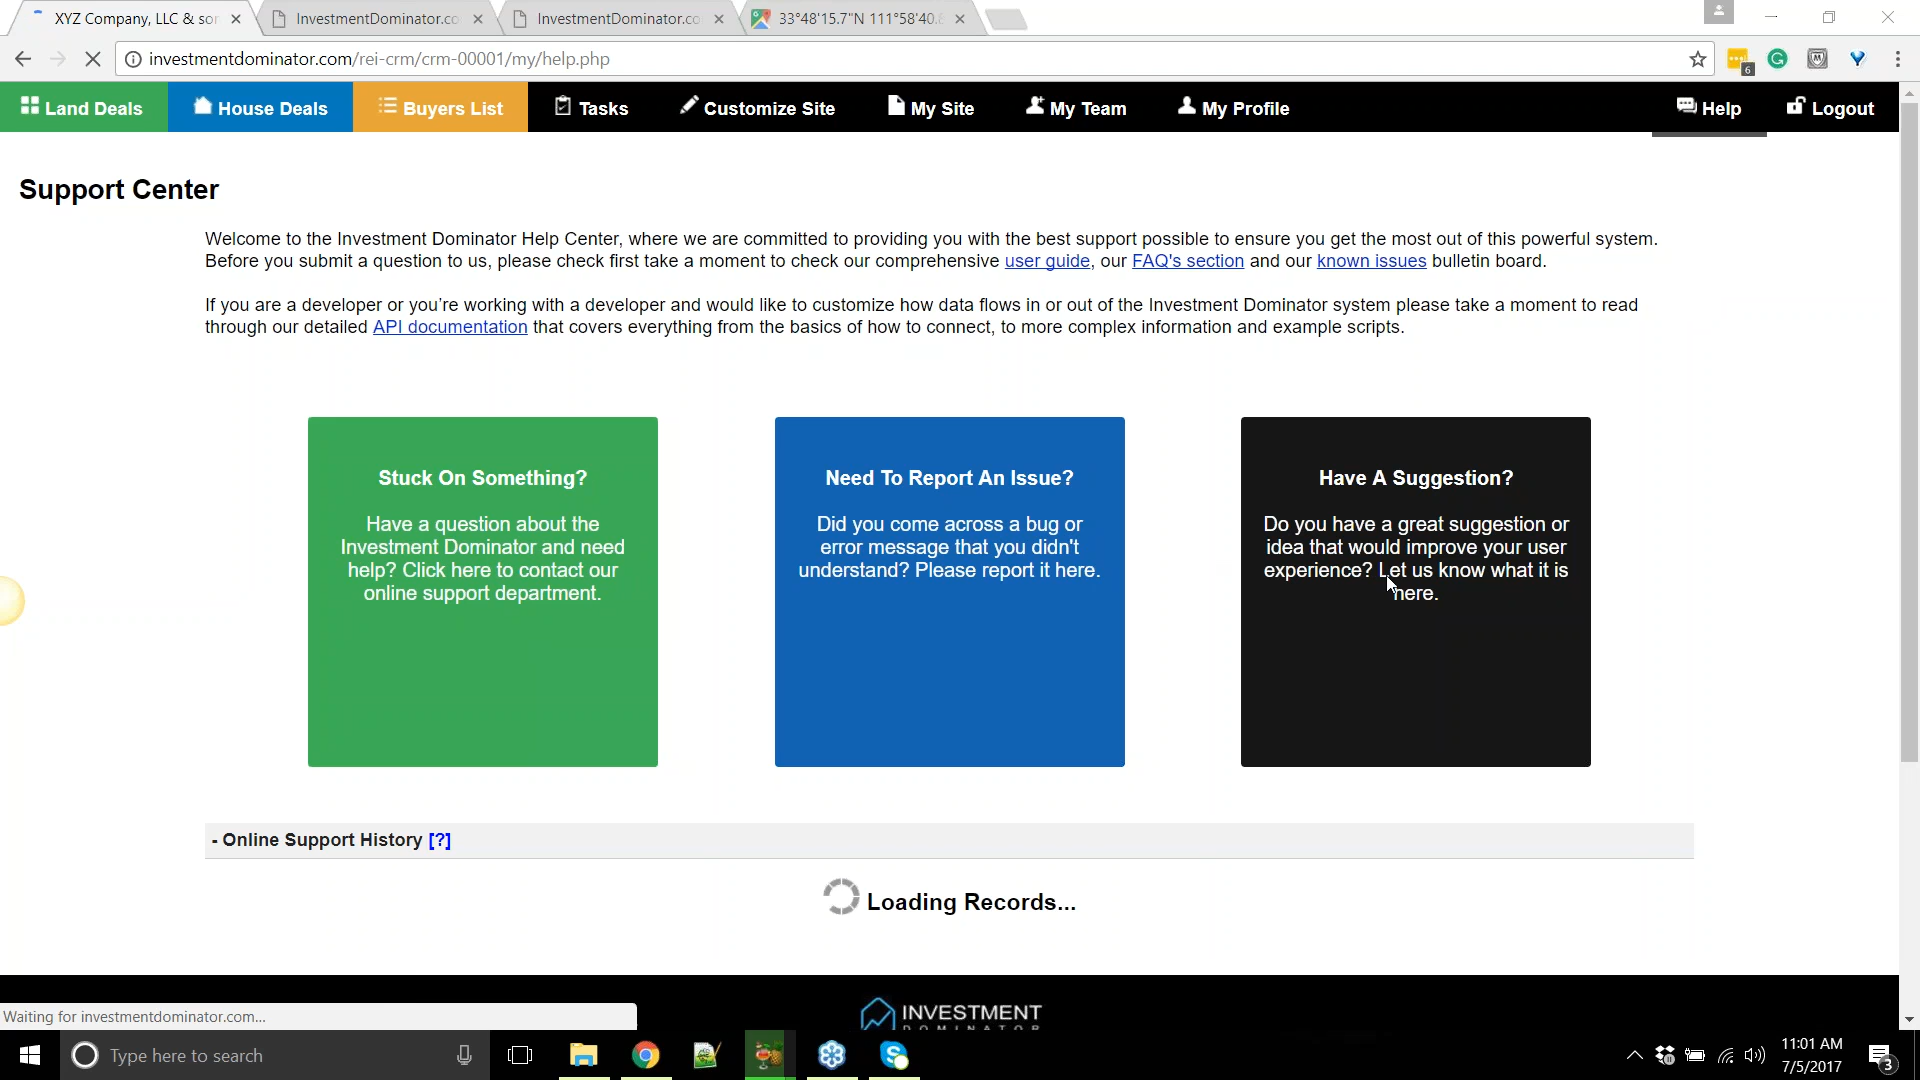 XYZ Company, LLC & sor
InvestmentDominator.co
InvestmentDominator.co
33°48'15.7"N 111°58'40.8
investmentdominator.com/rei-crm/crm-00001/my/help.php
6
Land Deals
House Deals
Buyers List
Tasks
Customize Site
My Site
My Team
My Profile
Help
Logout
Support Center
Welcome to the Investment Dominator Help Center, where we are committed to providing you with the best support possible to ensure you get the most out of this powerful system.
Before you submit a question to us, please check first take a moment to check our comprehensive user guide, our FAQ's section and our known issues bulletin board.
If you are a developer or you're working with a developer and would like to customize how data flows in or out of the Investment Dominator system please take a moment to read
through our detailed API documentation that covers everything from the basics of how to connect, to more complex information and example scripts.
Stuck On Something?
Have a question about the
Investment Dominator and need
help? Click here to contact our
online support department.
Need To Report An Issue?
Did you come across a bug or
error message that you didn't
understand? Please report it here.
Have A Suggestion?
Do you have a great suggestion or
idea that would improve your user
experience? Let us know what it is
here.
- Online Support History [?]
Loading Records...
INVESTMENT
DOMINATOR
Waiting for investmentdominator.com...
Type here to search
11:01 AM
7/5/2017
3